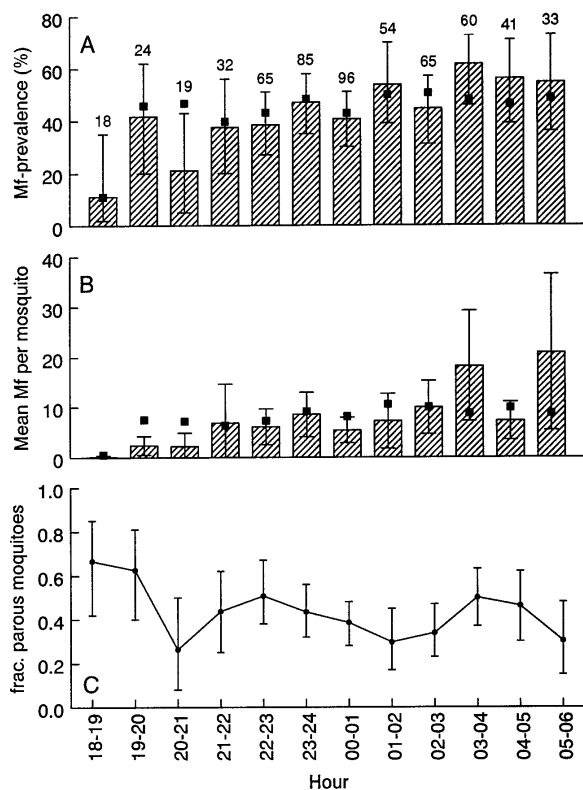 A
Mf-prevalence (%)
80
60
40
20
0
18 24 19 32 65 85 96 54 65 60 41 33
B
Mean Mf per mosquito
40
30
20
10
0
C
frac. parous moquitoes
1.0
0.8
0.6
0.4
0.2
0.0
18-19 19-20 20-21 21-22 22-23 23-24 00-01 01-02 02-03 03-04 04-05 05-06
Hour